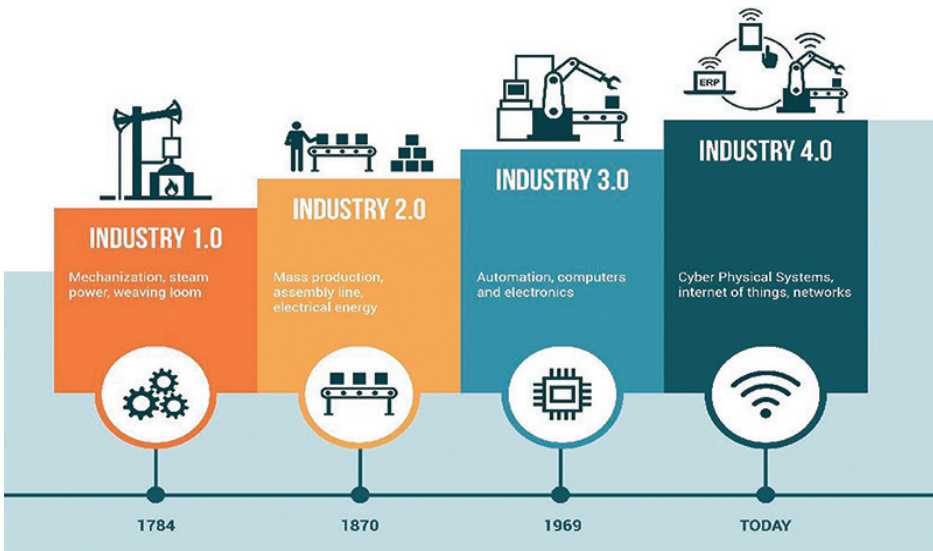 ERP
INDUSTRY 1.0
Mechanization, steam
power, weaving loom
INDUSTRY 2.0
Mass production,
assembly line,
electrical energy
INDUSTRY 3.0
Automation, computers
and electronics
INDUSTRY 4.0
Cyber Physical Systems,
internet of things, networks
1784
1870
1969
TODAY